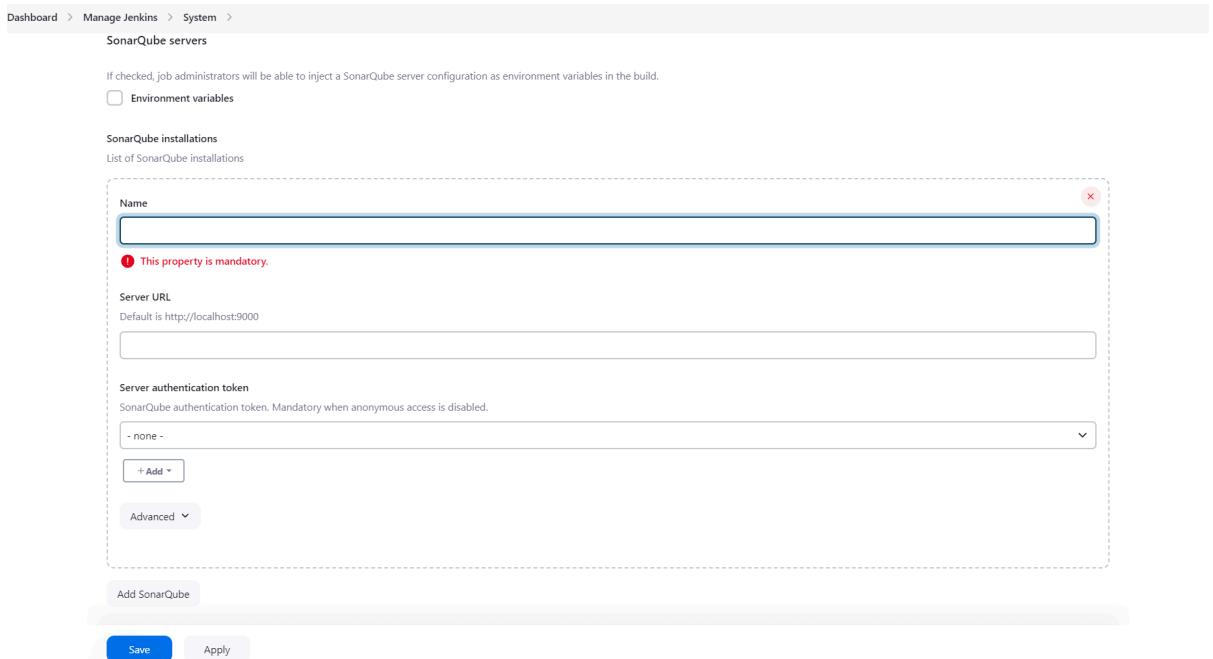 Dashboard > Manage Jenkins > System >
SonarQube servers
If checked, job administrators will be able to inject a SonarQube server configuration as environment variables in the build.
Environment variables
SonarQube installations
List of SonarQube installations
Name
This property is mandatory.
Server URL
Default is http://localhost:9000
Server authentication token
SonarQube authentication token. Mandatory when anonymous access is disabled.
- none -
+ Add
Advanced
Add SonarQube
Save Apply